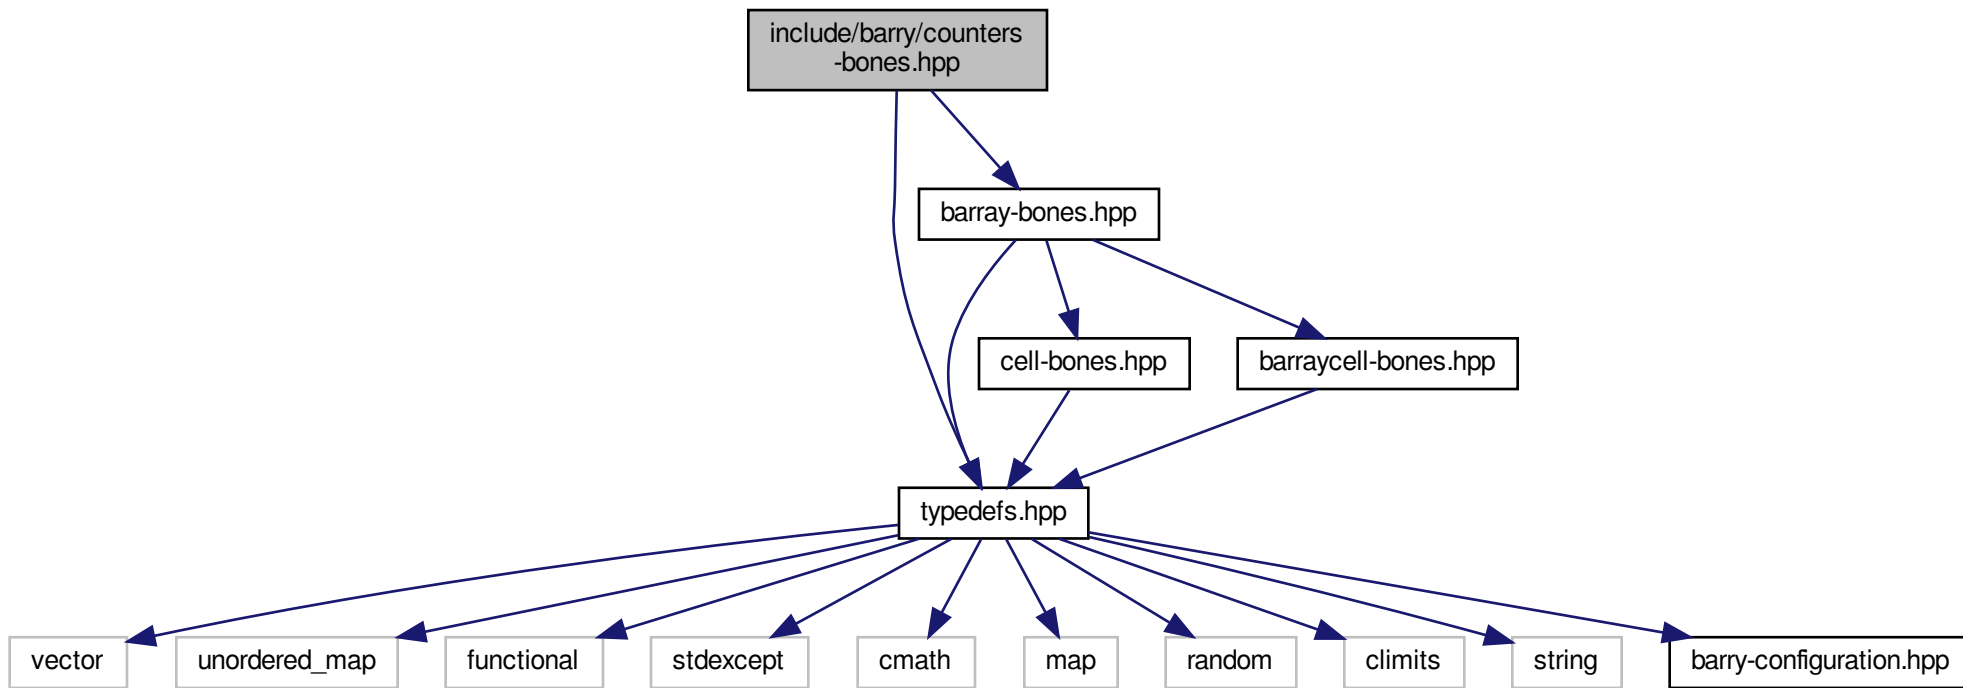 include/barry/counters
-bones.hpp
barray-bones.hpp
cell-bones.hpp
barraycell-bones.hpp
typedefs.hpp
vector
unordered_map
functional
stdexcept
cmath
map
random
climits
string
barry-configuration.hpp